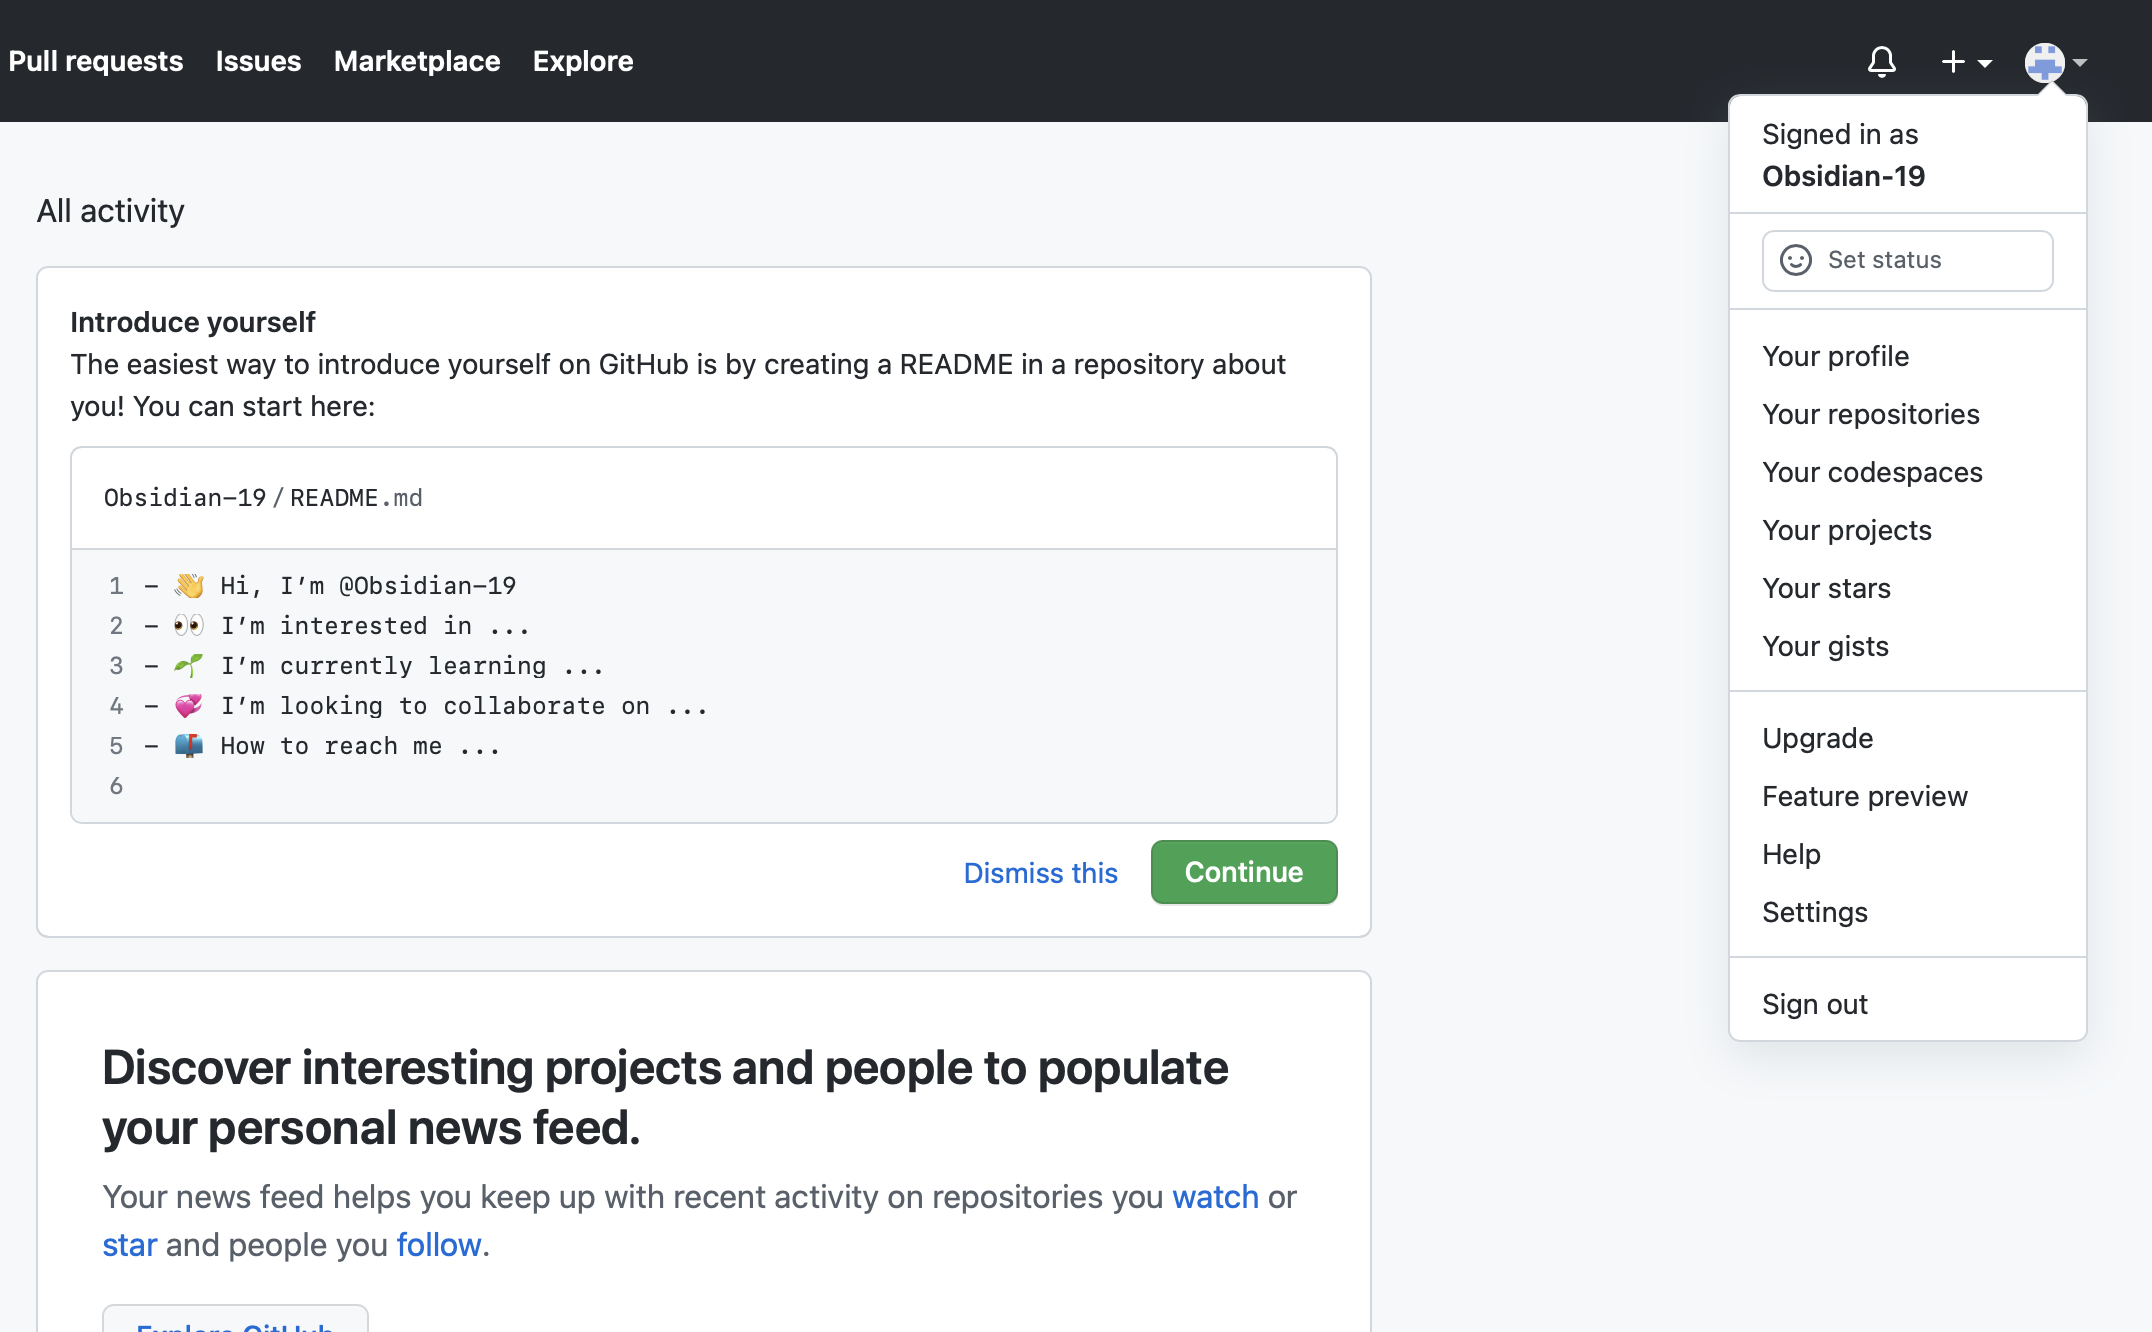 Pull requests Issues Marketplace Explore
Signed in as
Obsidian-19
Set status
Your profile
Your repositories
Your codespaces
Your projects
Your stars
Your gists
Upgrade
Feature preview
Help
Settings
Sign out
All activity
Introduce yourself
The easiest way to introduce yourself on GitHub is by creating a README in a repository about
you! You can start here:
Obsidian-19/README.md
1 - 👋 Hi, I’m @Obsidian-19
2 - 👀 I’m interested in ...
3 - 🌱 I’m currently learning ...
4 - 💞️ I’m looking to collaborate on ...
5 - 📫 How to reach me ...
6
Dismiss this Continue
Discover interesting projects and people to populate
your personal news feed.
Your news feed helps you keep up with recent activity on repositories you watch or
star and people you follow.
Explore GitHub